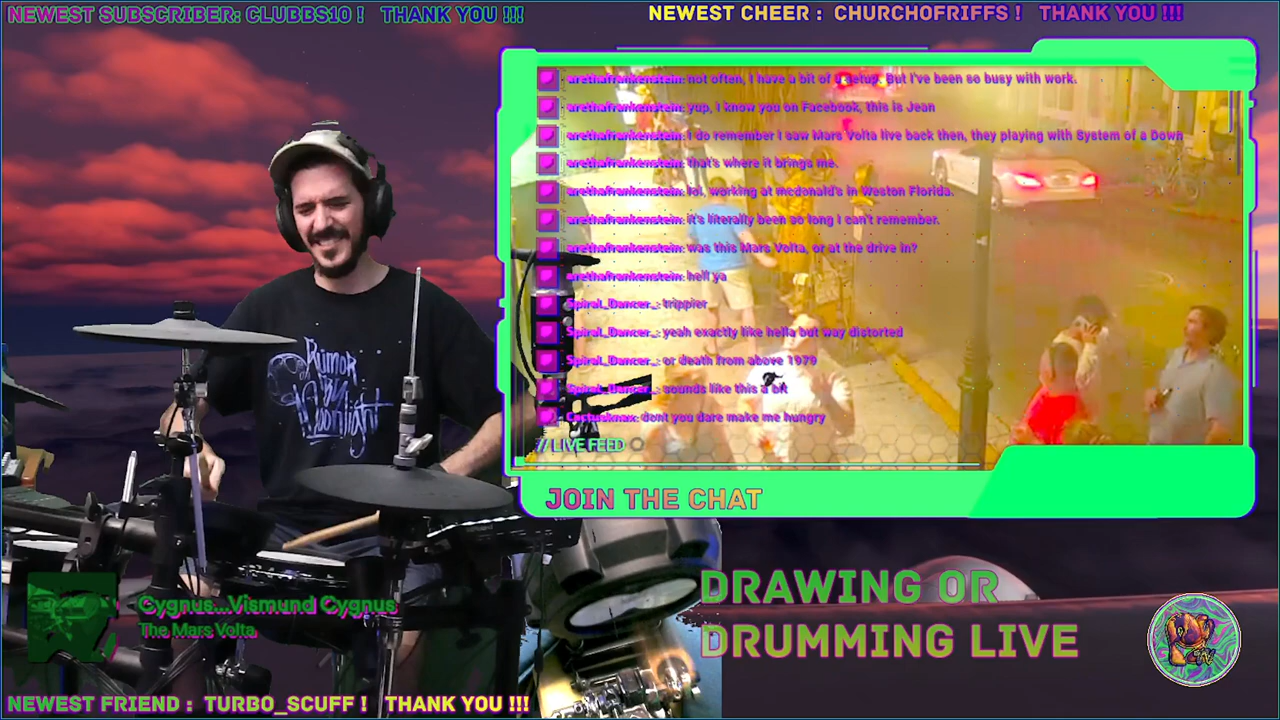 NEWEST SUBSCRIBER: CLUBBS10 !   THANK YOU !!!
NEWEST CHEER :  CHURCHOFRIFFS !   THANK YOU !!!
arethafrankenstein: not often, I have a bit of a setup. But I've been so busy with work.
arethafrankenstein: yup, I know you on Facebook, this is Jean
arethafrankenstein: I do remember I saw Mars Volta live back then, they playing with System of a Down
arethafrankenstein: that's where it brings me.
arethafrankenstein: lol, working at mcdonald's in Weston Florida.
arethafrankenstein: it's literally been so long I can't remember.
arethafrankenstein: was this Mars Volta, or at the drive in?
arethafrankenstein: hell ya
Spiral_Dancer_: trippier
Spiral_Dancer_: yeah exactly like hella but way distorted
Spiral_Dancer_: or death from above 1979
Spiral_Dancer_: sounds like this a bit
Cactusknax: dont you dare make me hungry
// LIVE FEED
JOIN THE CHAT
RUMOR
By
Moonlight
Cygnus...Vismund Cygnus
The Mars Volta
DRAWING OR
DRUMMING LIVE
NEWEST FRIEND :  TURBO_SCUFF !   THANK YOU !!!